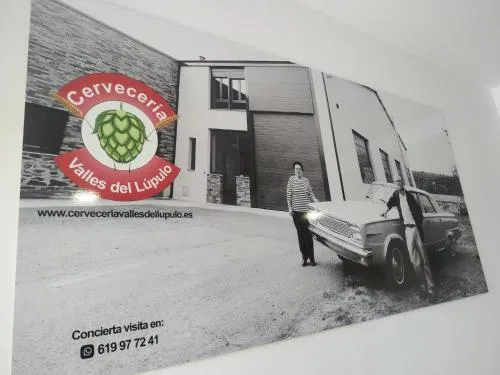 Cervecería
Valles del Lúpulo
www.cerveceriavallesdellupulo.es
Concierta visita en:
619 97 72 41